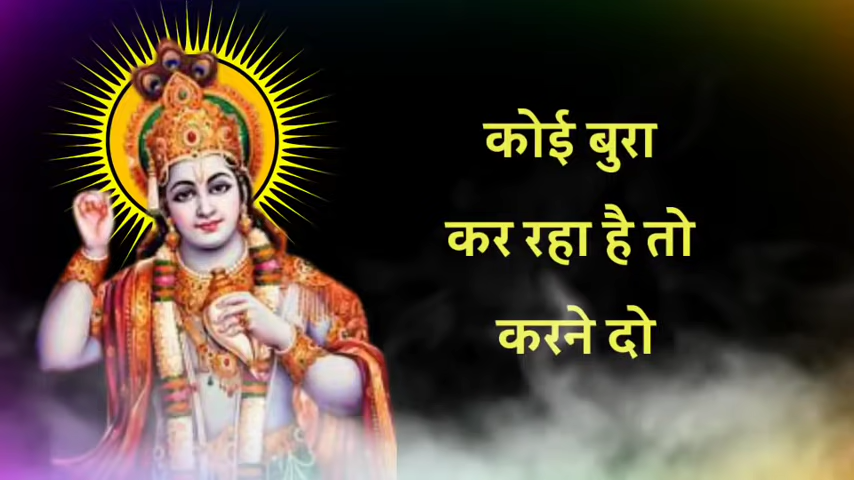 कोई बुरा
कर रहा है तो
करने दो